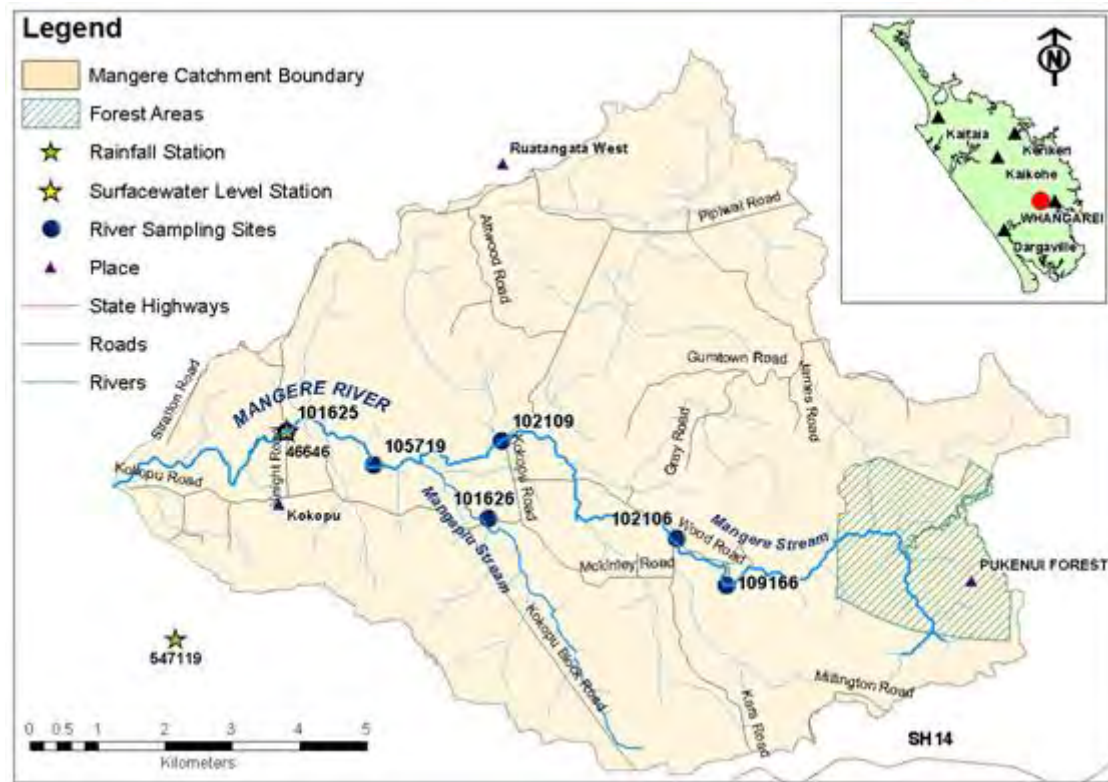 Legend
Mangere Catchment Boundary
Forest Areas
Rainfall Station
Surfacewater Level Station
River Sampling Sites
Place
State Highways
Roads
Rivers
N
Kaitaia
Kerikeri
Kaikohe
WHANGAREI
Dargaville
Ruatangata West
Pipiwai Road
Attwood Road
Gumtown Road
James Road
Stratton Road
MANGERE RIVER
101625
46646
105719
102109
Kokopu Road
Gray Road
Kokopu Road
Knight Road
Kokopu
101626
Mangapiu Stream
102106
Wood Road
Mangere Stream
Mckinley Road
109166
PUKENUI FOREST
Kokopu Block Road
547119
Millington Road
Kara Road
SH 14
0 0.5 1 2 3 4 5
Kilometers